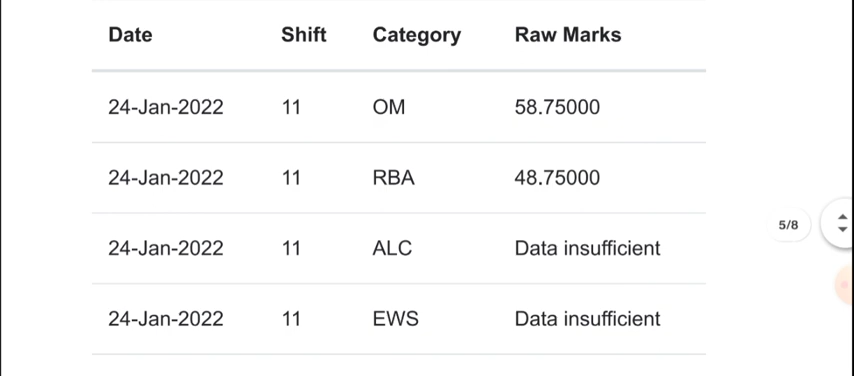 Date Shift Category Raw Marks
24-Jan-2022 11 OM 58.75000
24-Jan-2022 11 RBA 48.75000
5/8
24-Jan-2022 11 ALC Data insufficient
24-Jan-2022 11 EWS Data insufficient